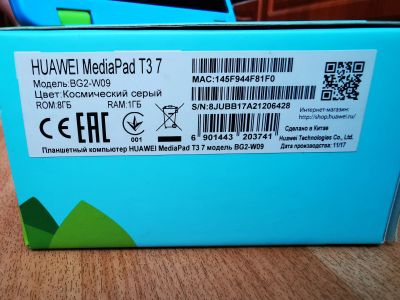 HUAWEI MediaPad T3 7
Модель:BG2-W09
Цвет:Космический серый
ROM:8ГБ RAM:1ГБ
MAC:145F944F81F0
S/N:8JUBB17A21206428
Интернет-магазин:
http://shop.huawei.ru/
CE EAC 001
6 901443 203741 >
Сделано в Китае
Huawei Technologies Co., Ltd.
Дата производства: 11/17
Планшетный компьютер HUAWEI MediaPad T3 7 модель BG2-W09